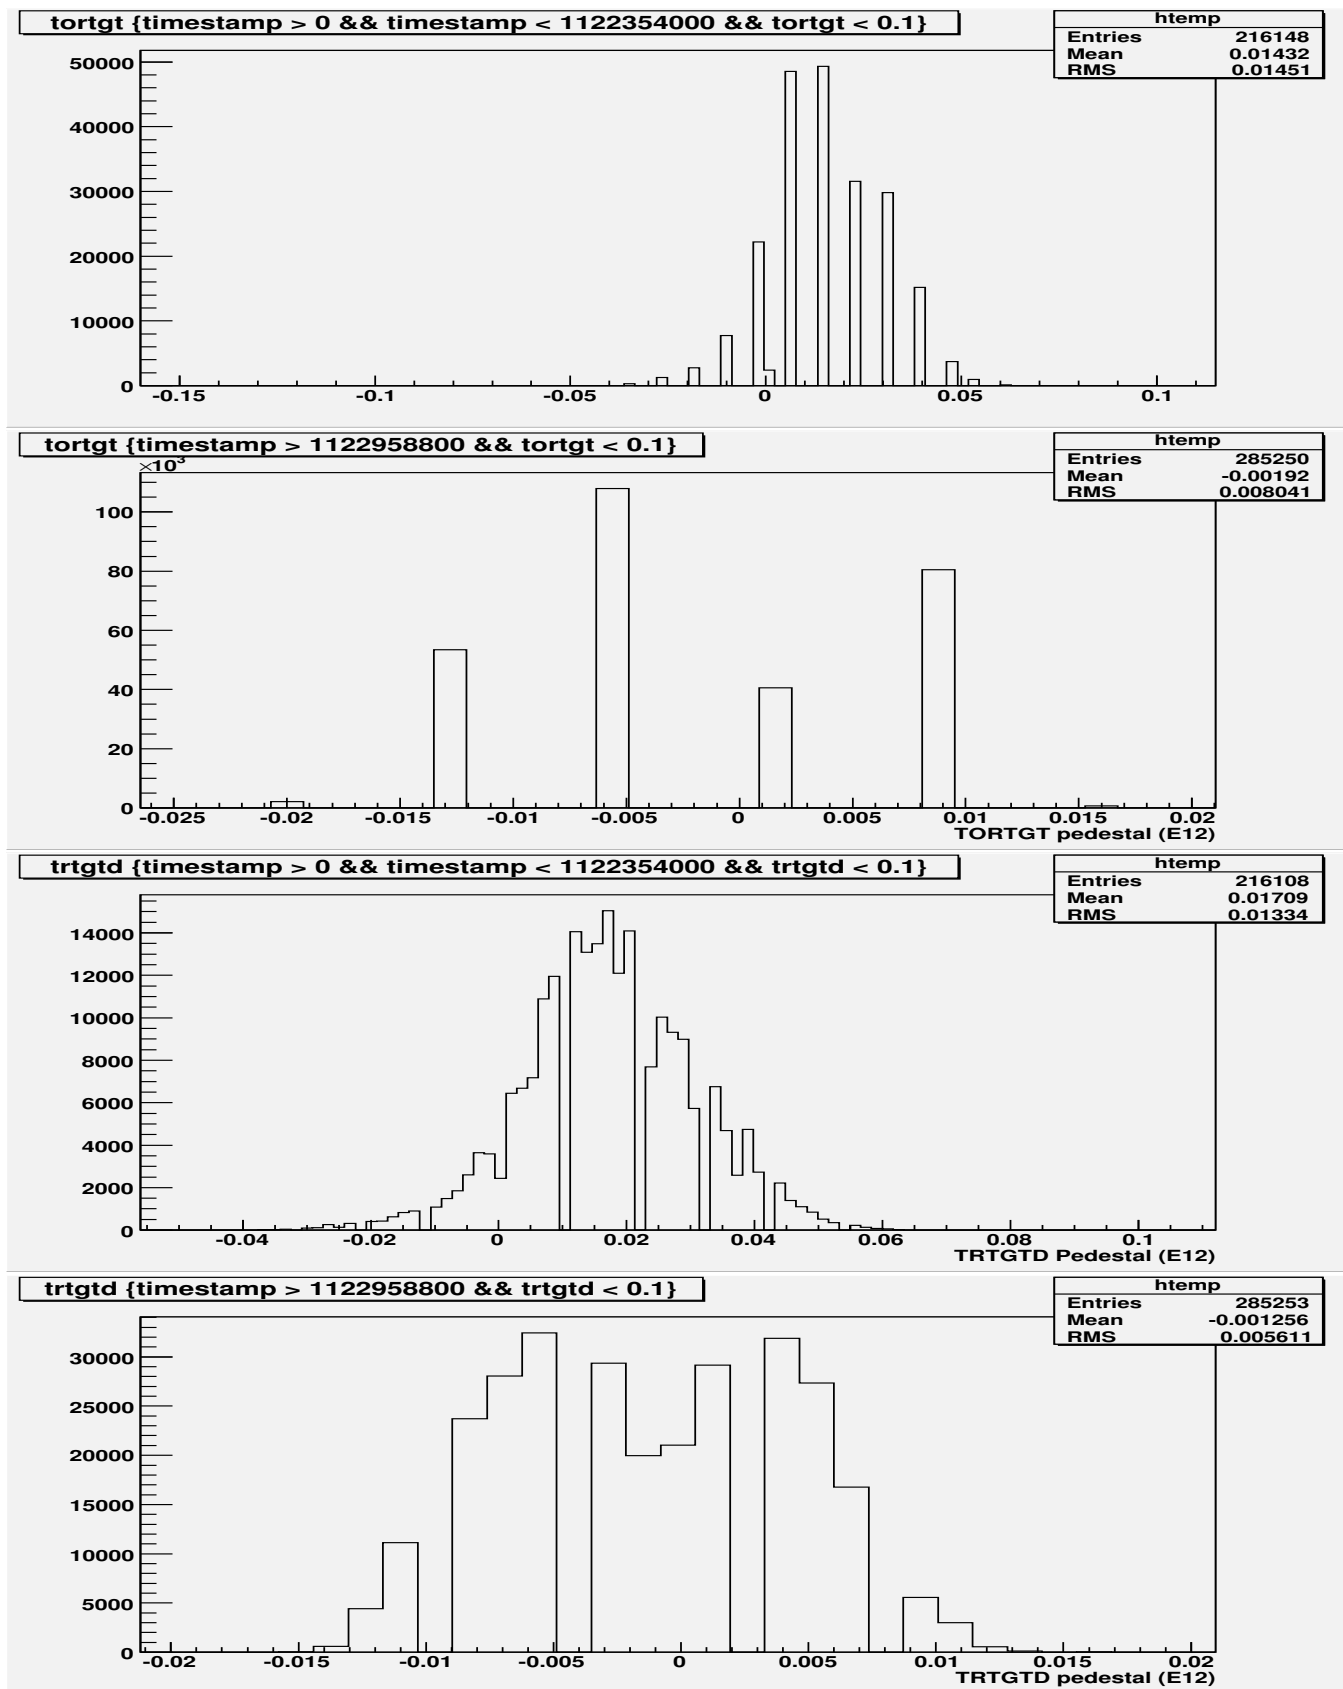 tortgt {timestamp > 0 && timestamp < 1122354000 && tortgt < 0.1}
htemp
Entries 216148
Mean 0.01432
RMS 0.01451
50000
40000
30000
20000
10000
0
-0.15 -0.1 -0.05 0 0.05 0.1
tortgt {timestamp > 1122958800 && tortgt < 0.1}
htemp
Entries 285250
Mean -0.00192
RMS 0.008041
×10³
100
80
60
40
20
0
-0.025 -0.02 -0.015 -0.01 -0.005 0 0.005 0.01 0.015 0.02
TORTGT pedestal (E12)
trtgtd {timestamp > 0 && timestamp < 1122354000 && trtgtd < 0.1}
htemp
Entries 216108
Mean 0.01709
RMS 0.01334
14000
12000
10000
8000
6000
4000
2000
0
-0.04 -0.02 0 0.02 0.04 0.06 0.08 0.1
TRTGTD Pedestal (E12)
trtgtd {timestamp > 1122958800 && trtgtd < 0.1}
htemp
Entries 285253
Mean -0.001256
RMS 0.005611
30000
25000
20000
15000
10000
5000
0
-0.02 -0.015 -0.01 -0.005 0 0.005 0.01 0.015 0.02
TRTGTD pedestal (E12)